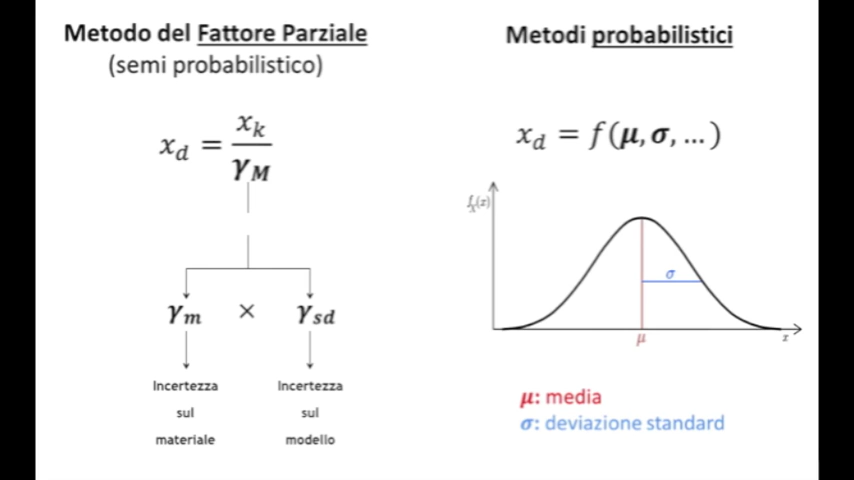 Metodo del Fattore Parziale
(semi probabilistico)
x_d = x_k / γ_M
γ_m × γ_sd
Incertezza
sul
materiale
Incertezza
sul
modello
Metodi probabilistici
x_d = f(μ, σ, ...)
f_X(x)
σ
μ
x
μ: media
σ: deviazione standard